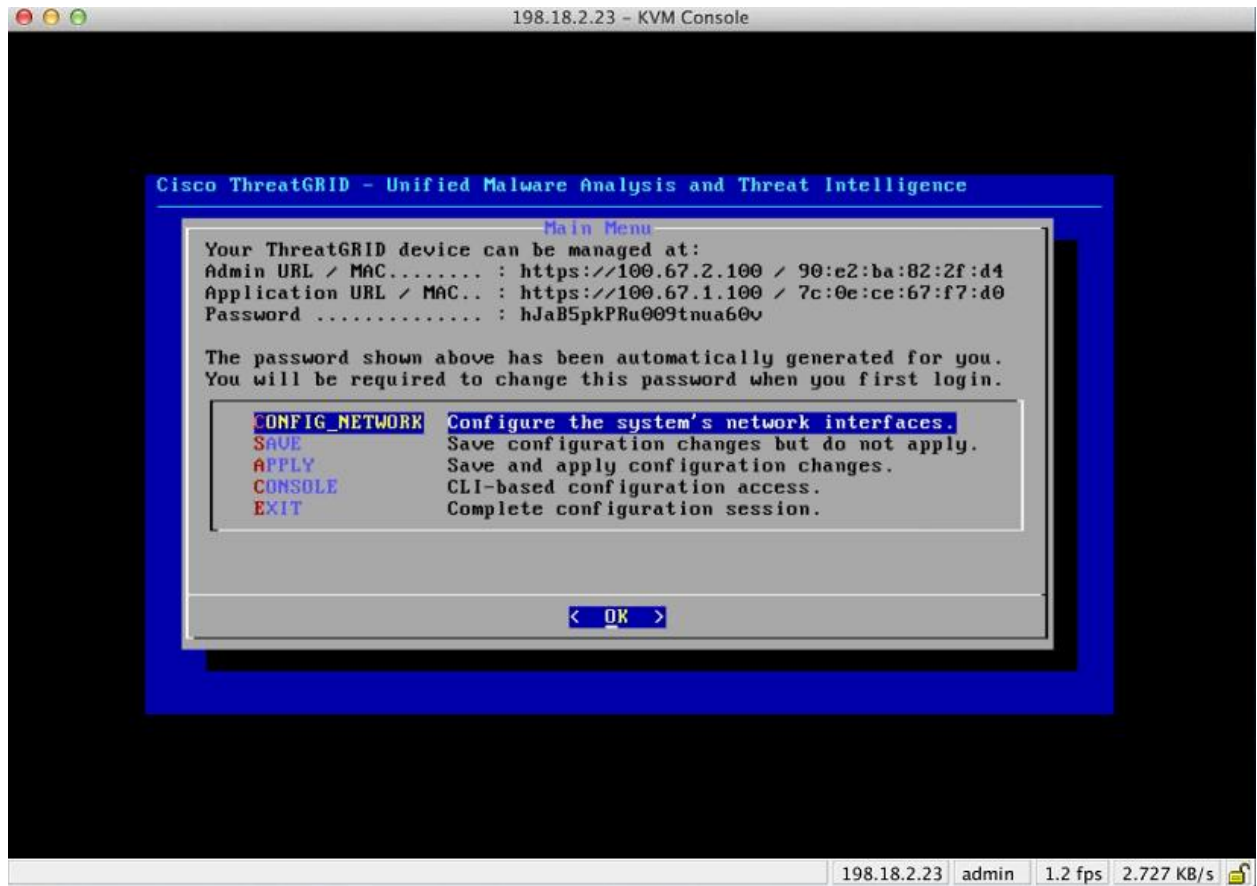 198.18.2.23 – KVM Console
Cisco ThreatGRID - Unified Malware Analysis and Threat Intelligence
Main Menu
Your ThreatGRID device can be managed at:
Admin URL / MAC........ : https://100.67.2.100 / 90:e2:ba:82:2f:d4
Application URL / MAC.. : https://100.67.1.100 / 7c:0e:ce:67:f7:d0
Password .............. : hJaB5pkPRu009tnua60v
The password shown above has been automatically generated for you.
You will be required to change this password when you first login.
CONFIG_NETWORK Configure the system's network interfaces.
SAVE Save configuration changes but do not apply.
APPLY Save and apply configuration changes.
CONSOLE CLI-based configuration access.
EXIT Complete configuration session.
< OK >
198.18.2.23 admin 1.2 fps 2.727 KB/s